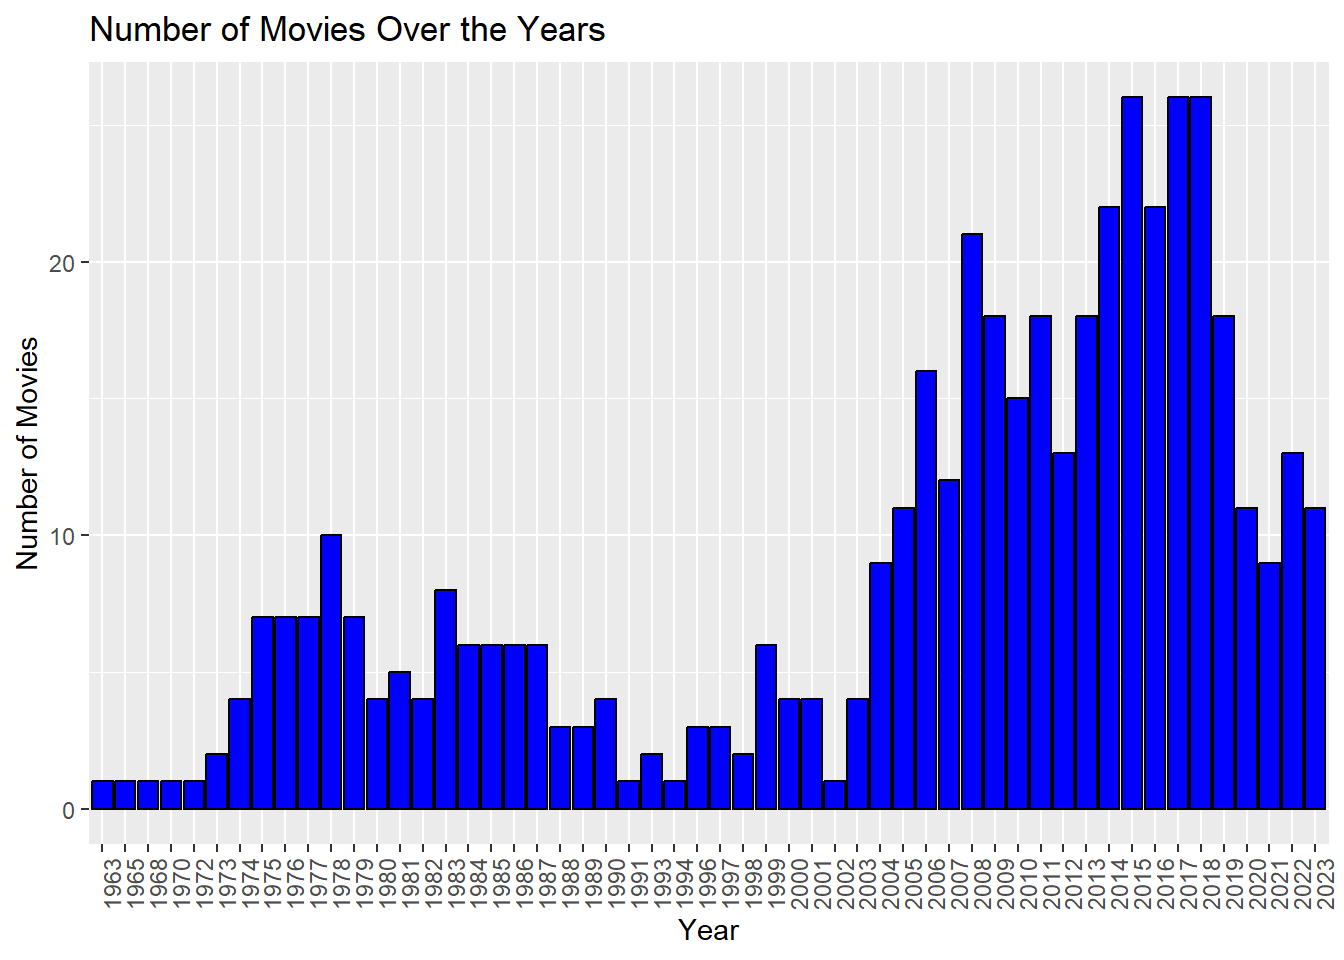 Number of Movies Over the Years
Number of Movies
20
10
0
1963 1965 1968 1970 1972 1973 1974 1975 1976 1977 1978 1979 1980 1981 1982 1983 1984 1985 1986 1987 1988 1989 1990 1991 1993 1994 1996 1997 1998 1999 2000 2001 2002 2003 2004 2005 2006 2007 2008 2009 2010 2011 2012 2013 2014 2015 2016 2017 2018 2019 2020 2021 2022 2023
Year